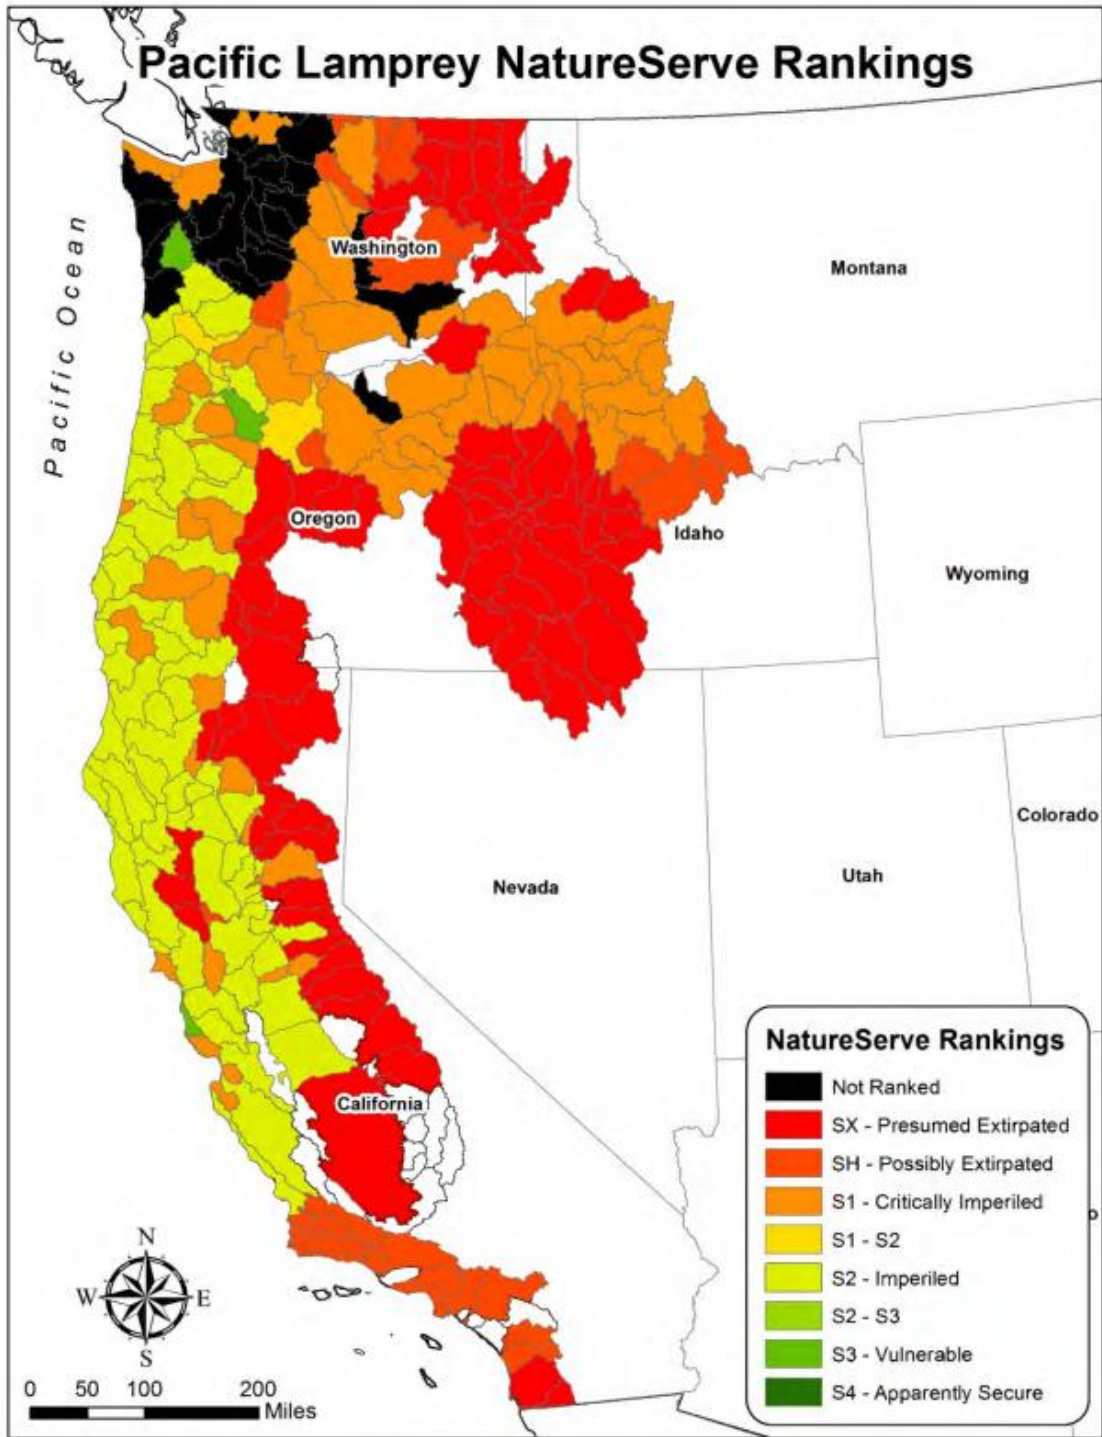 Pacific Lamprey NatureServe Rankings
Washington
Montana
Pacific Ocean
Oregon
Idaho
Wyoming
Colorado
Nevada
Utah
California
NatureServe Rankings
Not Ranked
SX - Presumed Extirpated
SH - Possibly Extirpated
S1 - Critically Imperiled
S1 - S2
S2 - Imperiled
S2 - S3
S3 - Vulnerable
S4 - Apparently Secure
o
N
W E
S
0 50 100 200
Miles